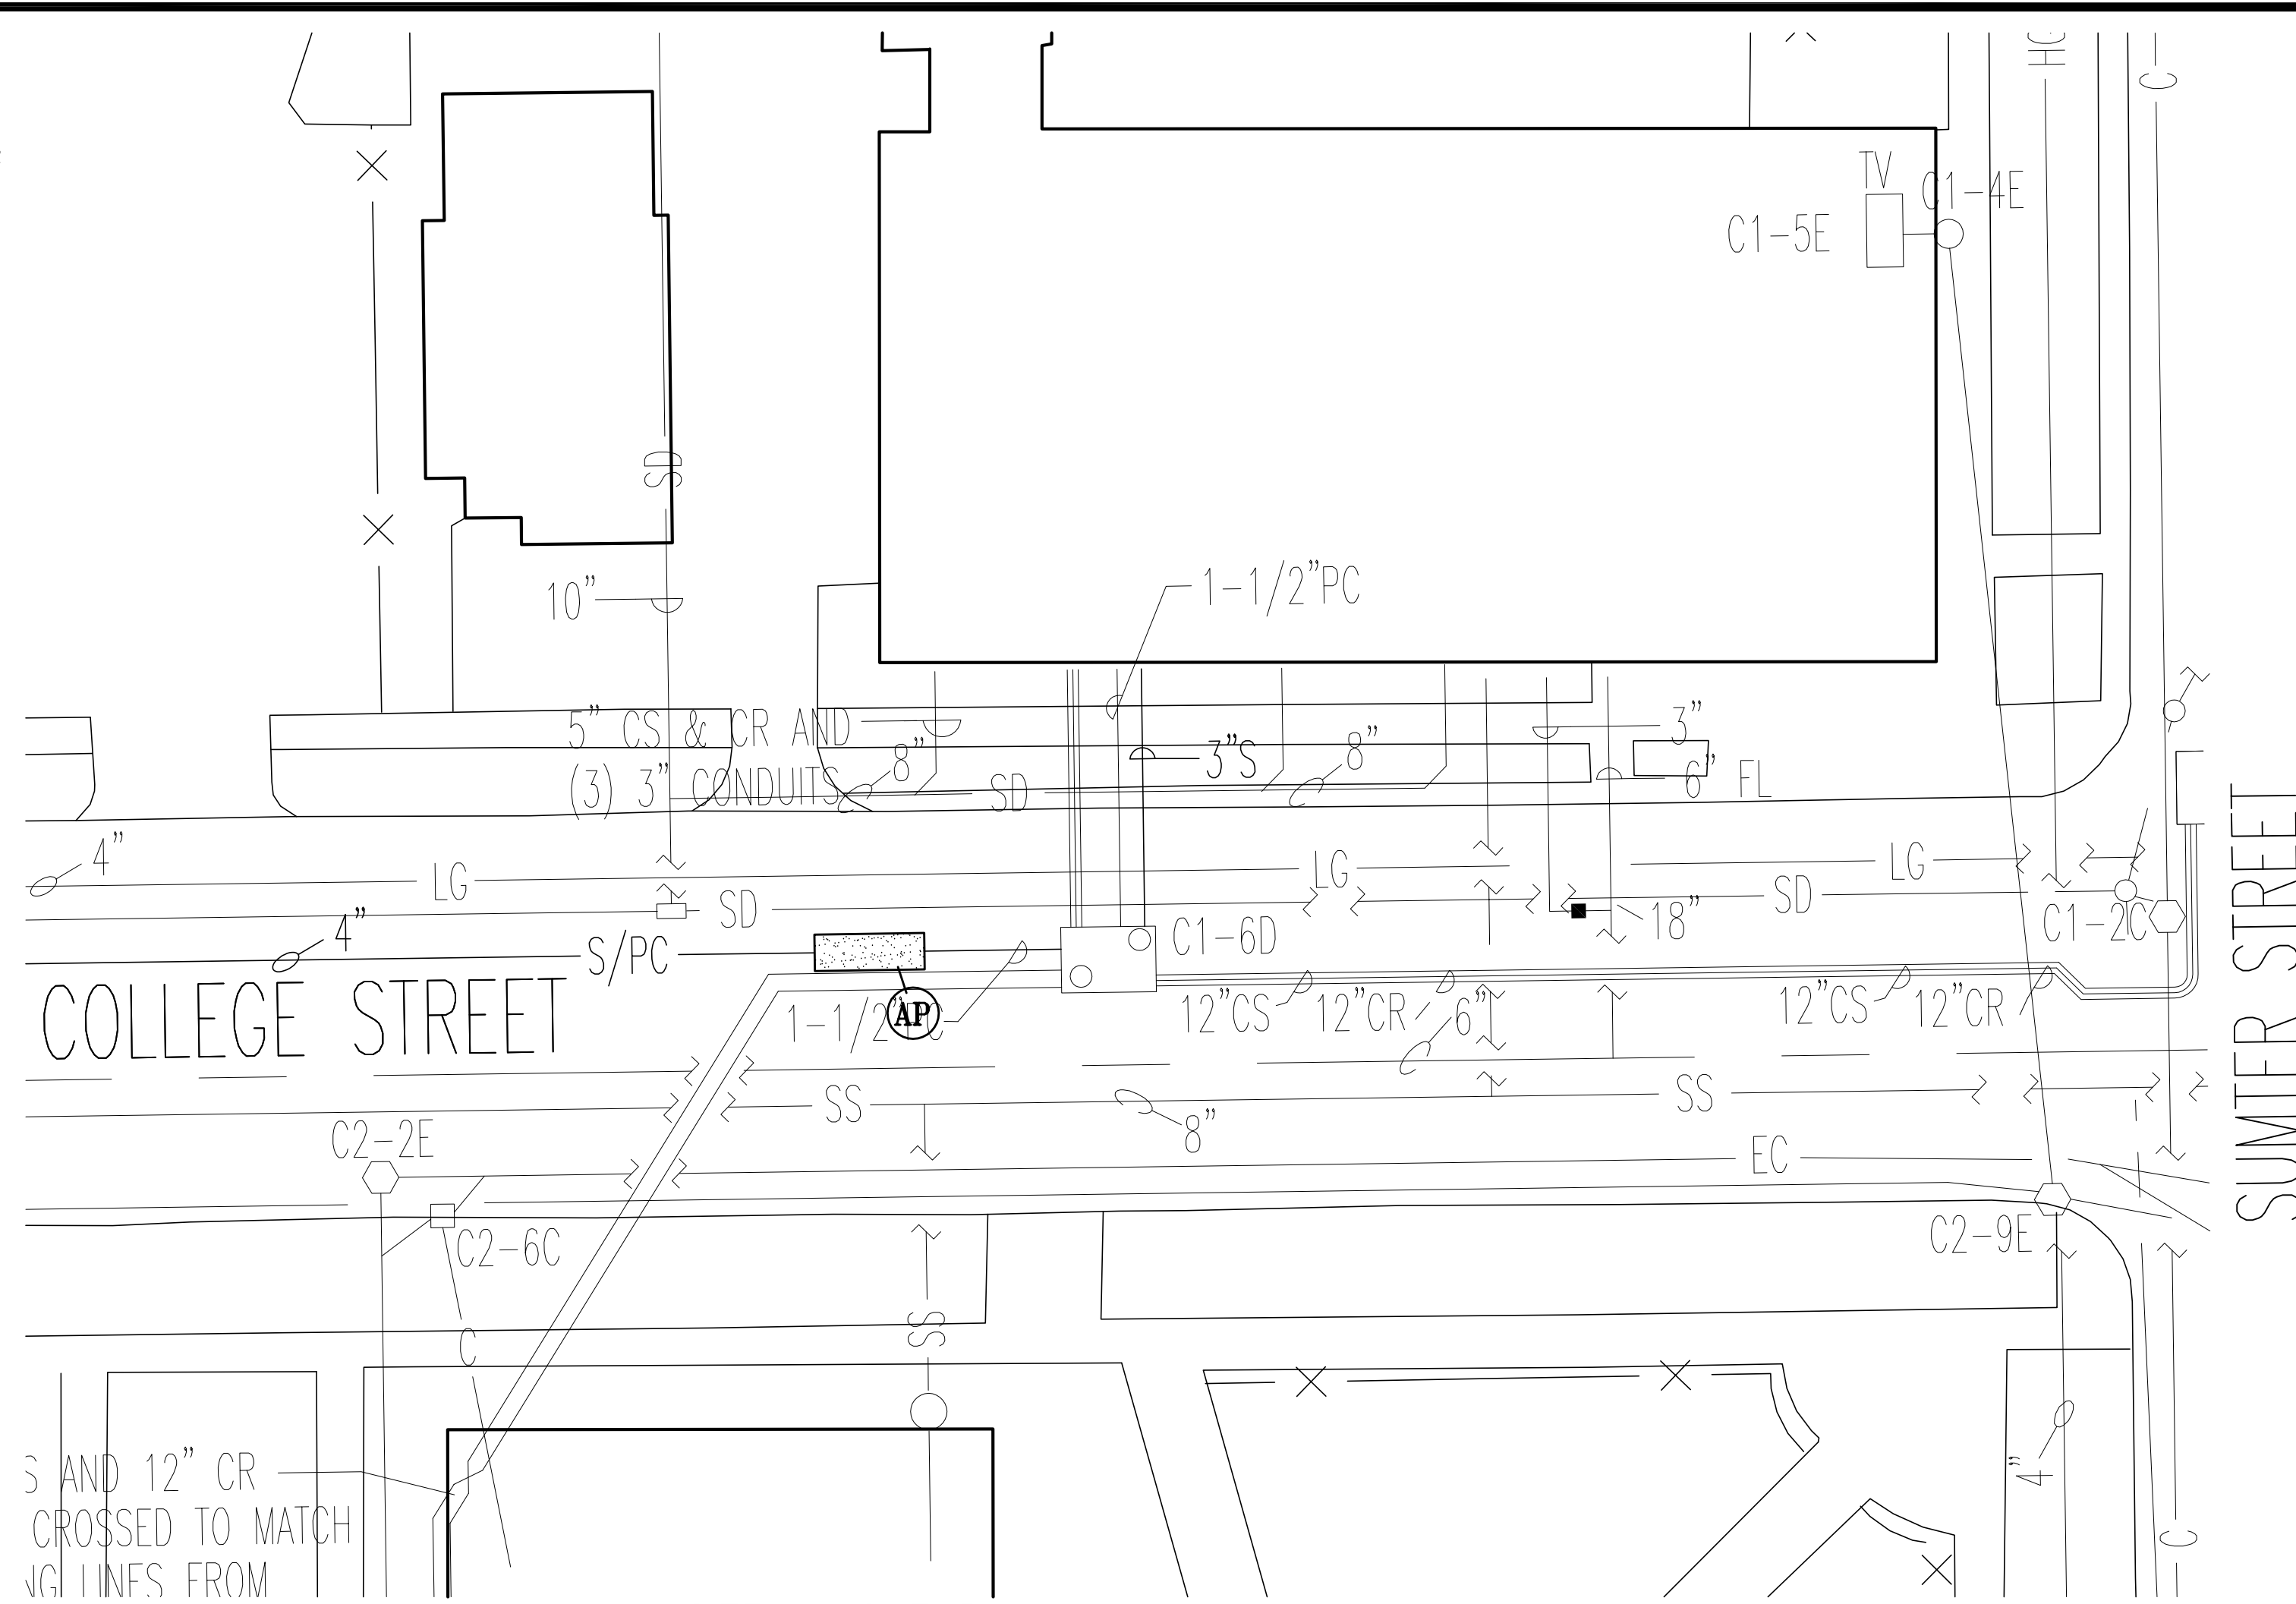 HC
C
TV
C1-4E
C1-5E
SD
10"
1-1/2"PC
5" CS & CR AND
(3) 3" CONDUITS
8"
SD
3"S
8"
3"
6" FL
4"
LG
LG
LG
SD
SD
18"
4"
S/PC
C1-6D
C1-2C
COLLEGE STREET
SUMTER STREET
1-1/2"PC
AP
12"CS
12"CR
6"
12"CS
12"CR
SS
SS
8"
C2-2E
EC
C2-6C
C2-9E
C
SS
4"
C
S AND 12" CR
CROSSED TO MATCH
NG LINES FROM